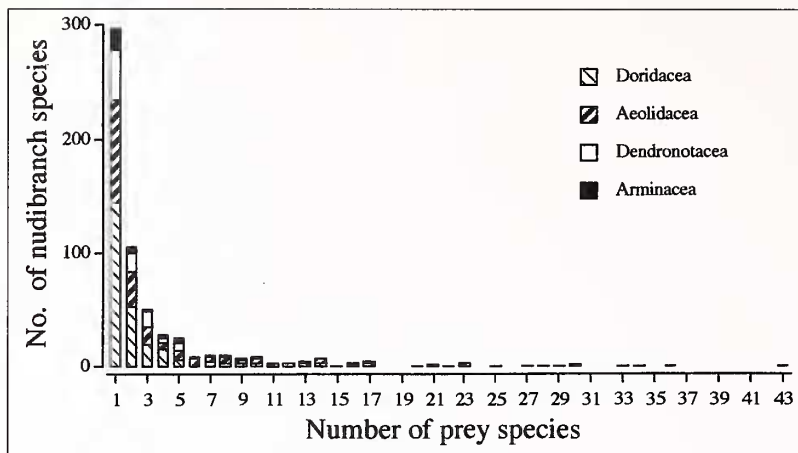 300
200
100
0
No. of nudibranch species
Doridacea
Aeolidacea
Dendronotacea
Arminacea
1 3 5 7 9 11 13 15 17 19 21 23 25 27 29 31 33 35 37 39 41 43
Number of prey species